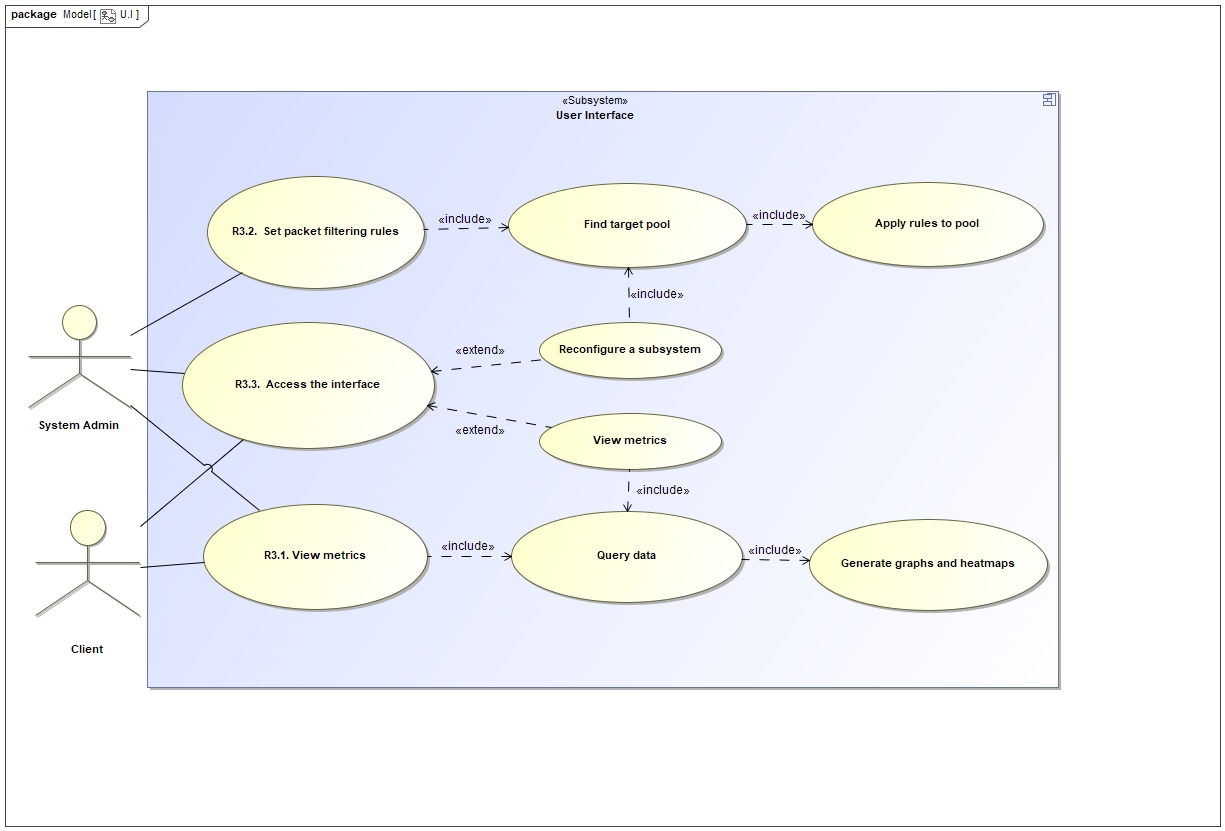 package Model[ U.I ]
«Subsystem»
User Interface
R3.2. Set packet filtering rules
«include»
Find target pool
«include»
Apply rules to pool
«include»
System Admin
R3.3. Access the interface
«extend»
Reconfigure a subsystem
«extend»
View metrics
«include»
Client
R3.1. View metrics
«include»
Query data
«include»
Generate graphs and heatmaps